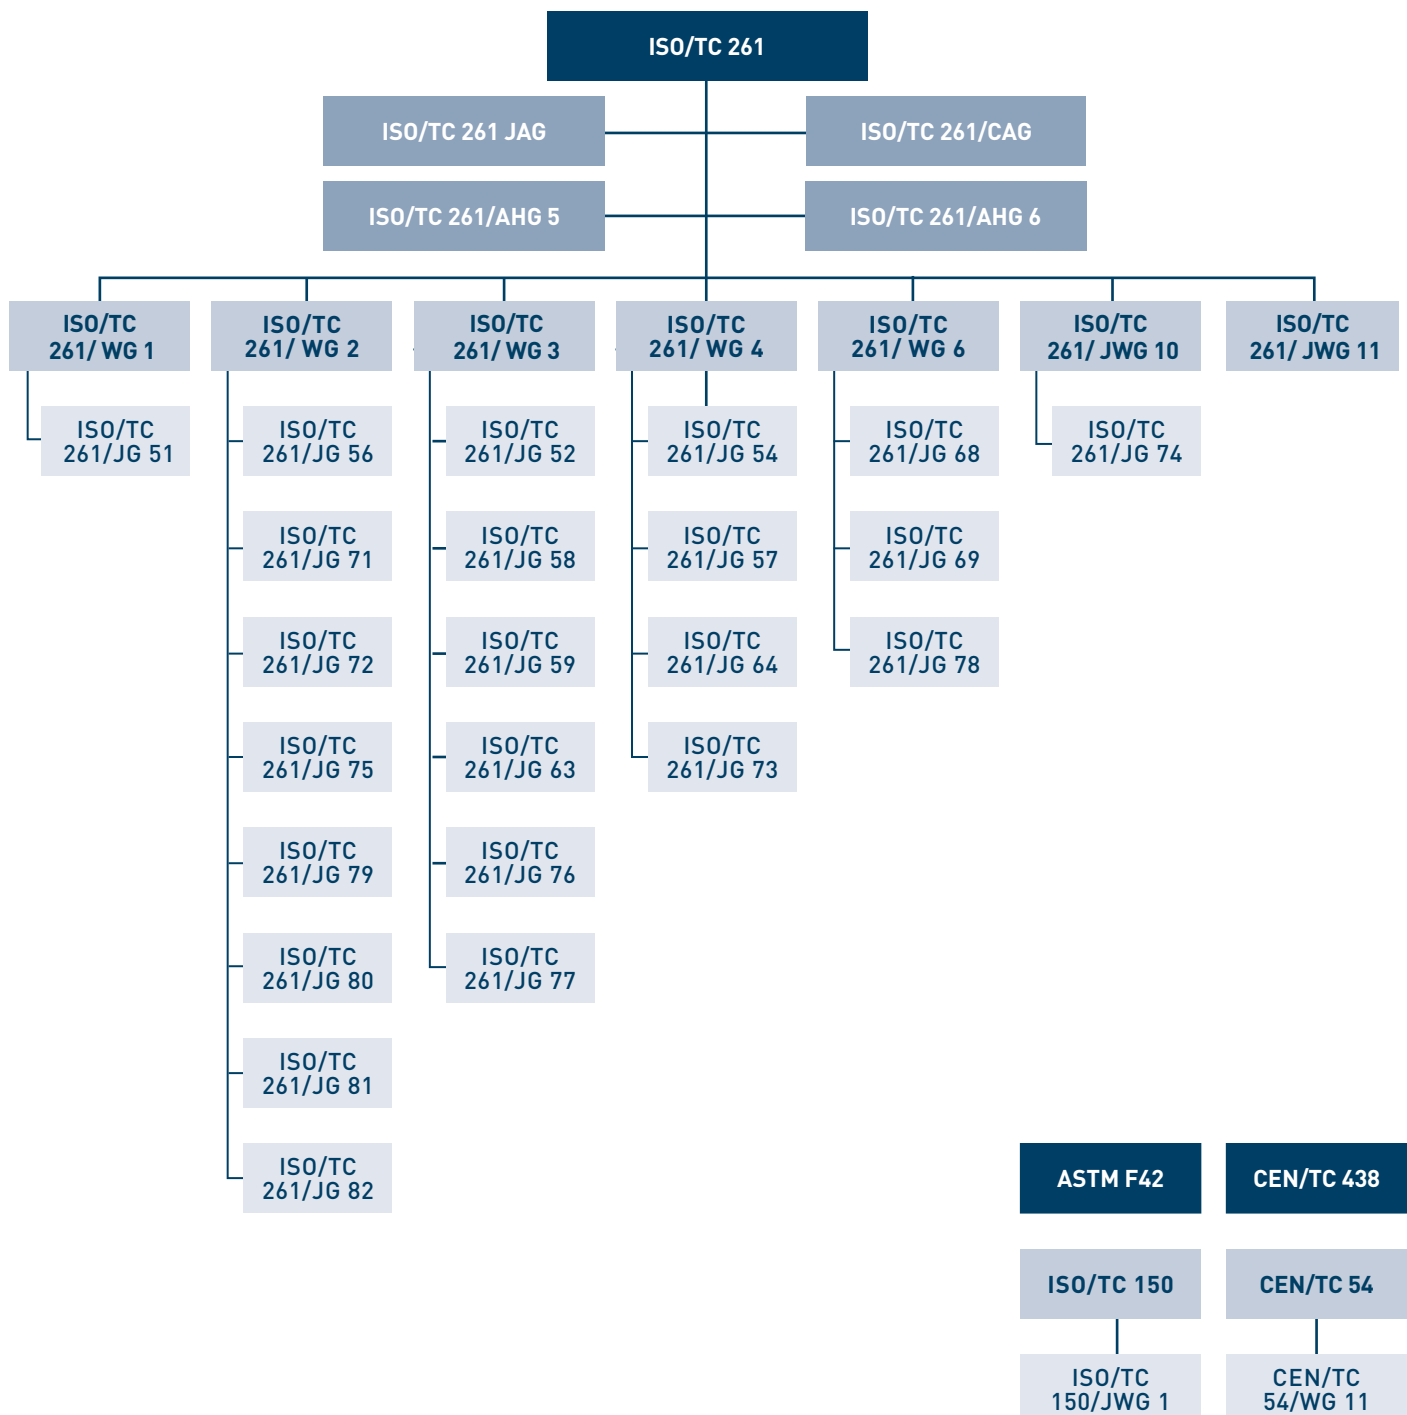 ISO/TC 261
ISO/TC 261 JAG
ISO/TC 261/CAG
ISO/TC 261/AHG 5
ISO/TC 261/AHG 6
ISO/TC
261/ WG 1
ISO/TC
261/ WG 2
ISO/TC
261/ WG 3
ISO/TC
261/ WG 4
ISO/TC
261/ WG 6
ISO/TC
261/ JWG 10
ISO/TC
261/ JWG 11
ISO/TC
261/JG 51
ISO/TC
261/JG 56
ISO/TC
261/JG 52
ISO/TC
261/JG 54
ISO/TC
261/JG 68
ISO/TC
261/JG 74
ISO/TC
261/JG 71
ISO/TC
261/JG 58
ISO/TC
261/JG 57
ISO/TC
261/JG 69
ISO/TC
261/JG 72
ISO/TC
261/JG 59
ISO/TC
261/JG 64
ISO/TC
261/JG 78
ISO/TC
261/JG 75
ISO/TC
261/JG 63
ISO/TC
261/JG 73
ISO/TC
261/JG 79
ISO/TC
261/JG 76
ISO/TC
261/JG 80
ISO/TC
261/JG 77
ISO/TC
261/JG 81
ISO/TC
261/JG 82
ASTM F42
CEN/TC 438
ISO/TC 150
CEN/TC 54
ISO/TC
150/JWG 1
CEN/TC
54/WG 11